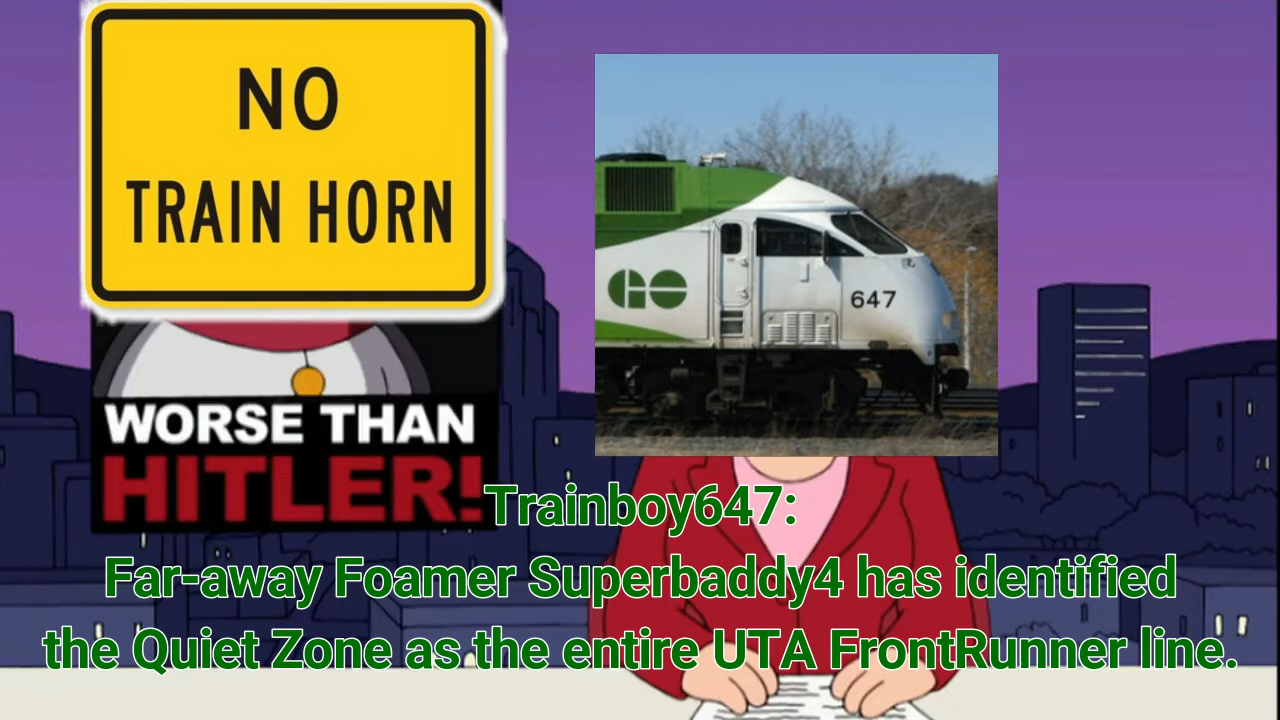 NO
TRAIN HORN
GO
647
WORSE THAN
HITLER!
Trainboy647:
Far-away Foamer Superbaddy4 has identified
the Quiet Zone as the entire UTA FrontRunner line.